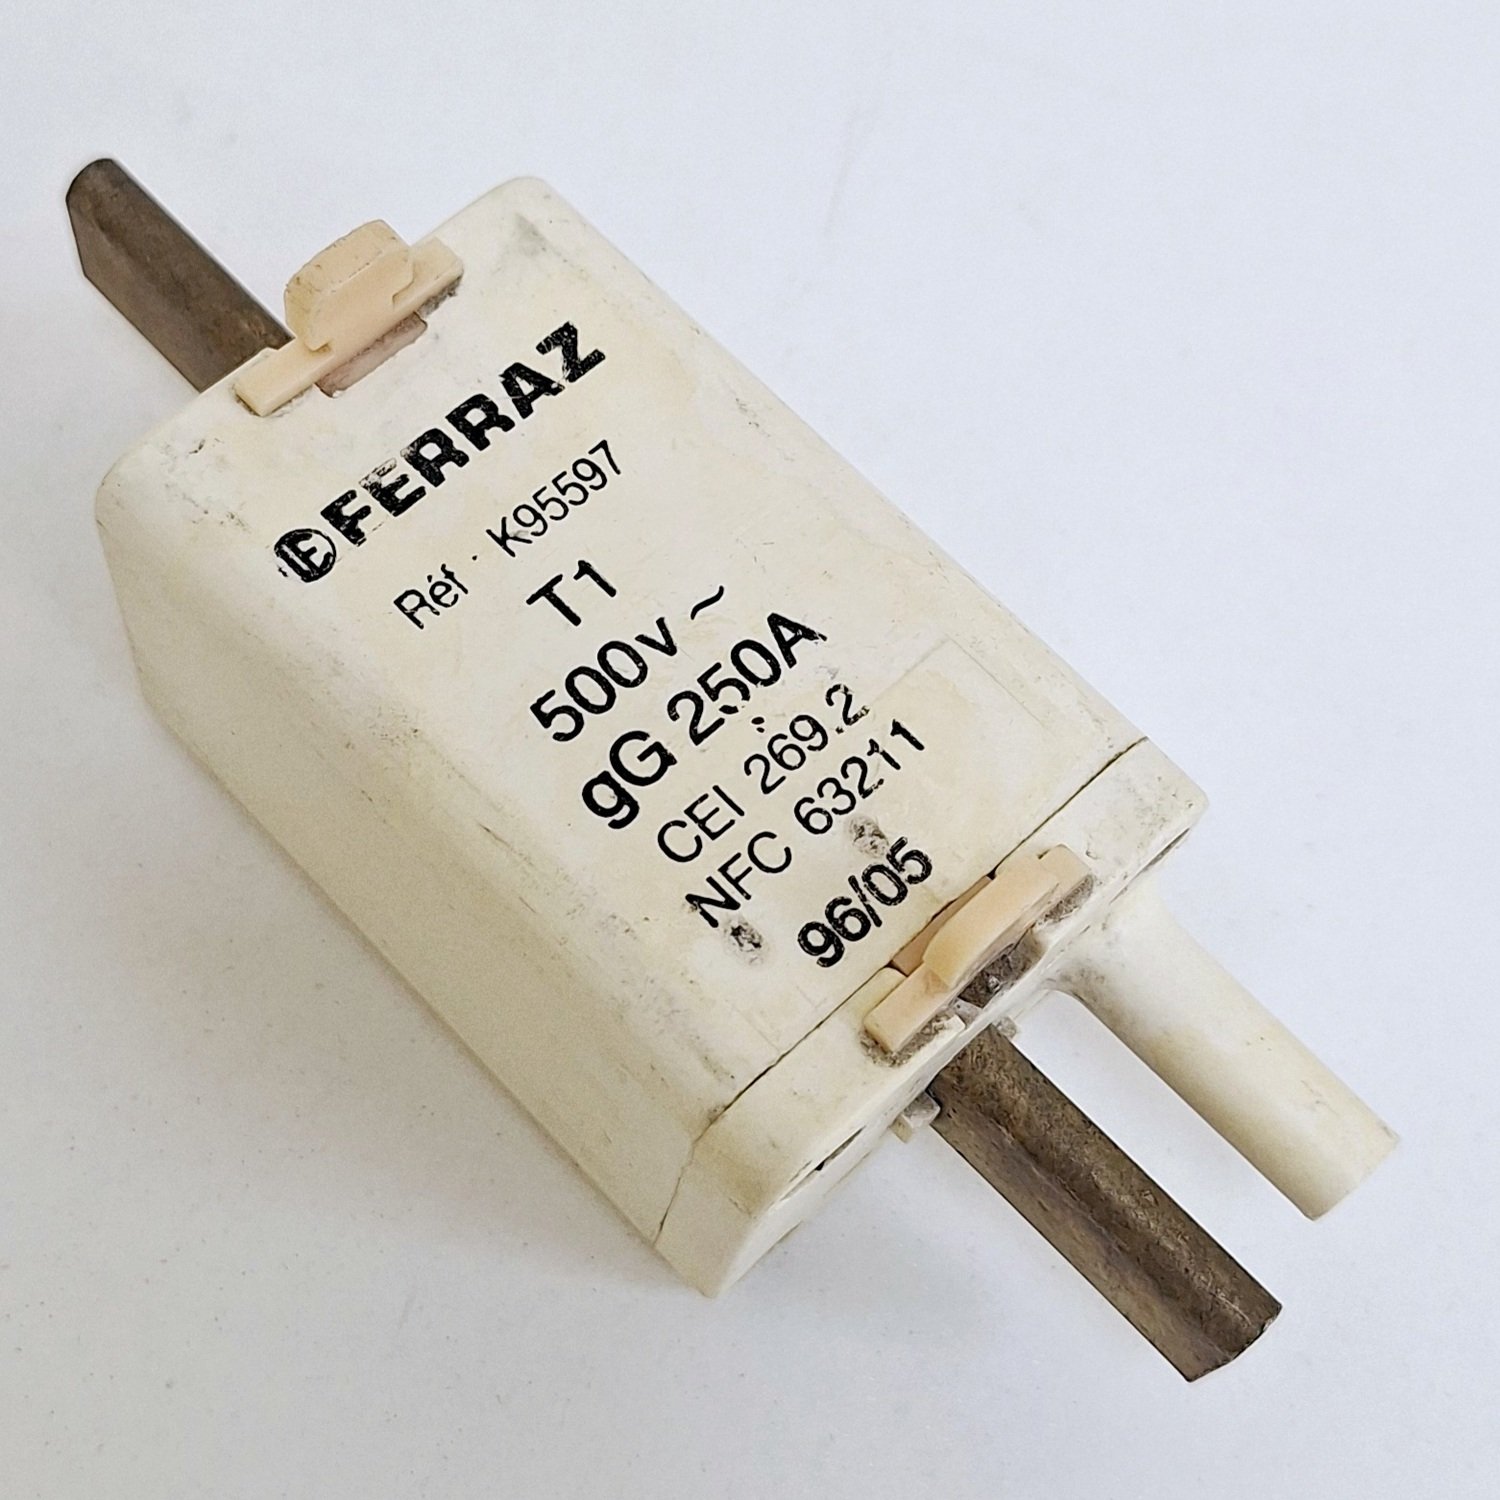 FERRAZ
Réf. K95597
T1
500v ~
gG 250A
CEI 269.2
NFC 63211
96/05